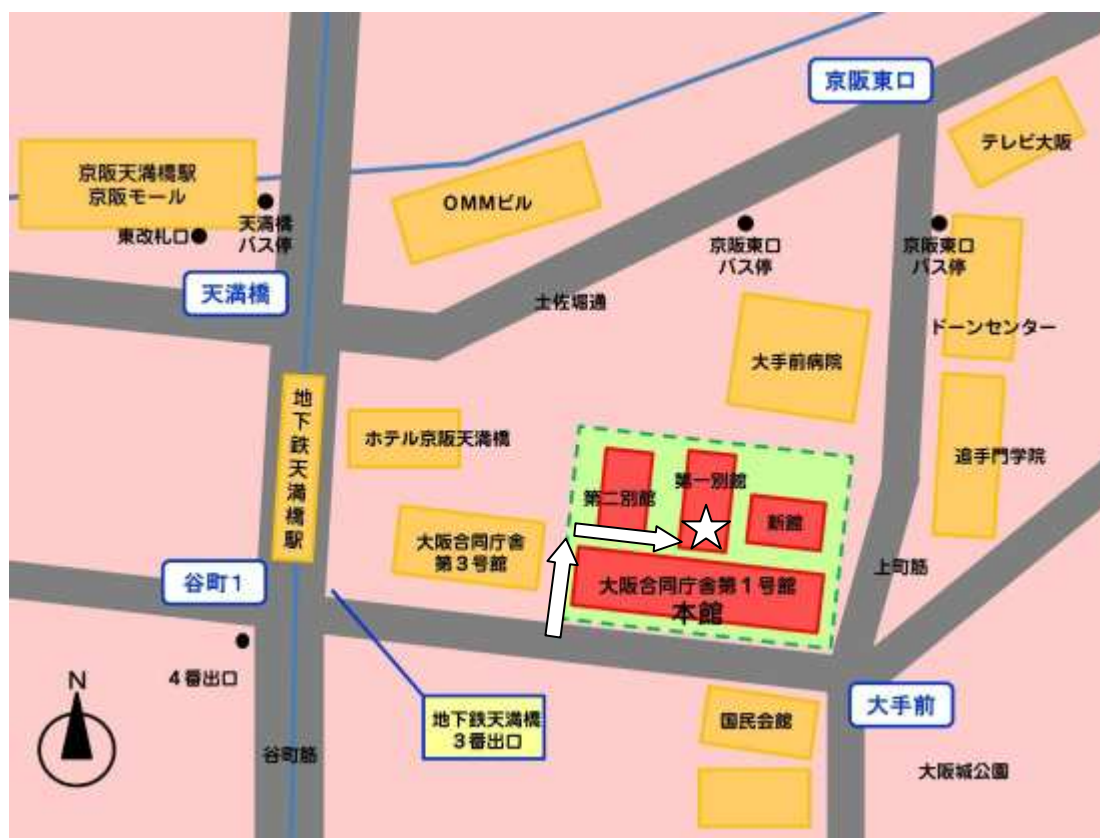 京阪東口
テレビ大阪
京阪天満橋駅
京阪モール
OMMビル
天満橋
バス停
東改札口
京阪東口
バス停
京阪東口
バス停
天満橋
土佐堀通
ドーンセンター
大手前病院
地下鉄天満橋駅
ホテル京阪天満橋
追手門学院
第一別館
第二別館
新館
大阪合同庁舎
第3号館
上町筋
谷町1
大阪合同庁舎第1号館
本館
4番出口
N
大手前
地下鉄天満橋
3番出口
国民会館
谷町筋
大阪城公園